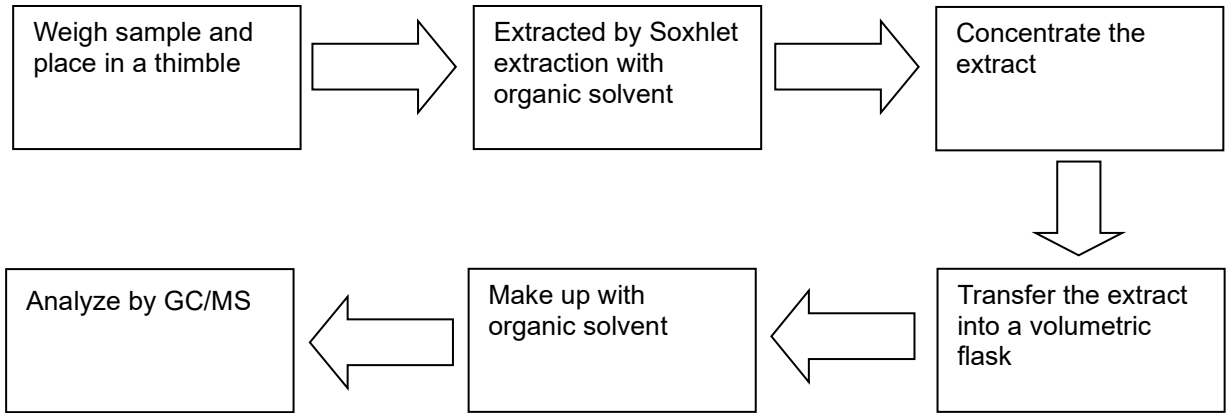 Weigh sample and
place in a thimble
Extracted by Soxhlet
extraction with
organic solvent
Concentrate the
extract
Transfer the extract
into a volumetric
flask
Make up with
organic solvent
Analyze by GC/MS